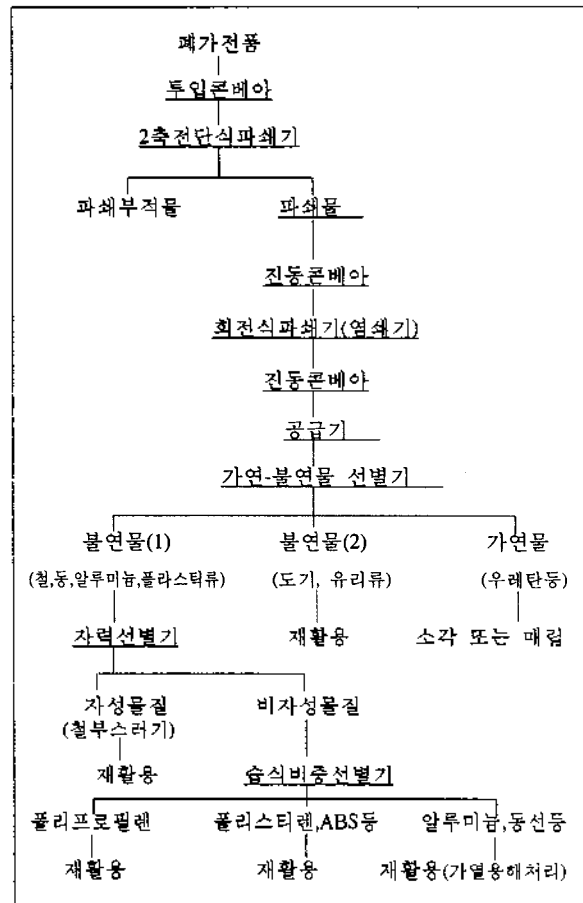 폐가전품
투입콘베아
2축전단식파쇄기
파쇄부적물 파쇄물
진동콘베아
회전식파쇄기(열쇄기)
진동콘베아
공급기
가연-불연물 선별기
불연물(1) 불연물(2) 가연물
(철,동,알루미늄,플라스틱류) (도기, 유리류) (우레탄등)
자력선별기 재활용 소각 또는 매립
자성물질 비자성물질
(철부스러기)
재활용 습식비중선별기
폴리프로필렌 폴리스티렌,ABS등 알루미늄,동선등
재활용 재활용 재활용(가열용해처리)